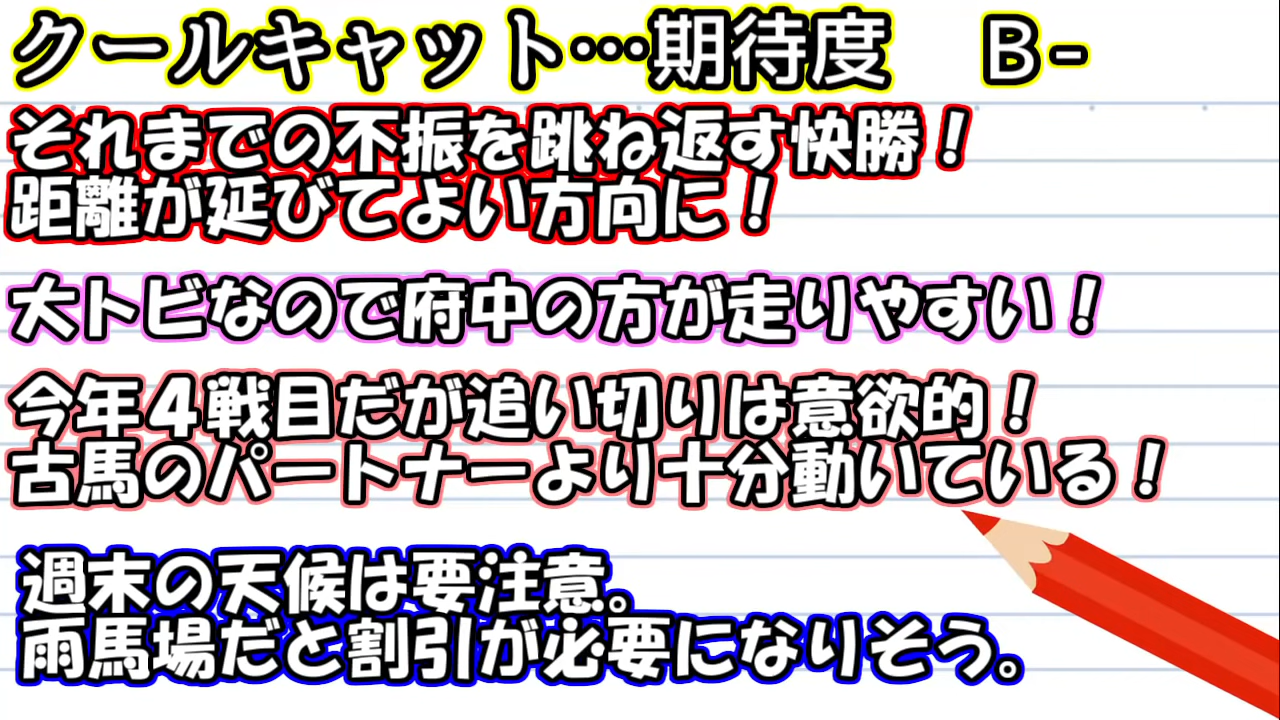 クールキャット…期待度　B-
それまでの不振を跳ね返す快勝！
距離が延びてよい方向に！
大トビなので府中の方が走りやすい！
今年４戦目だが追い切りは意欲的！
古馬のパートナーより十分動いている！
週末の天候は要注意。
雨馬場だと割引が必要になりそう。